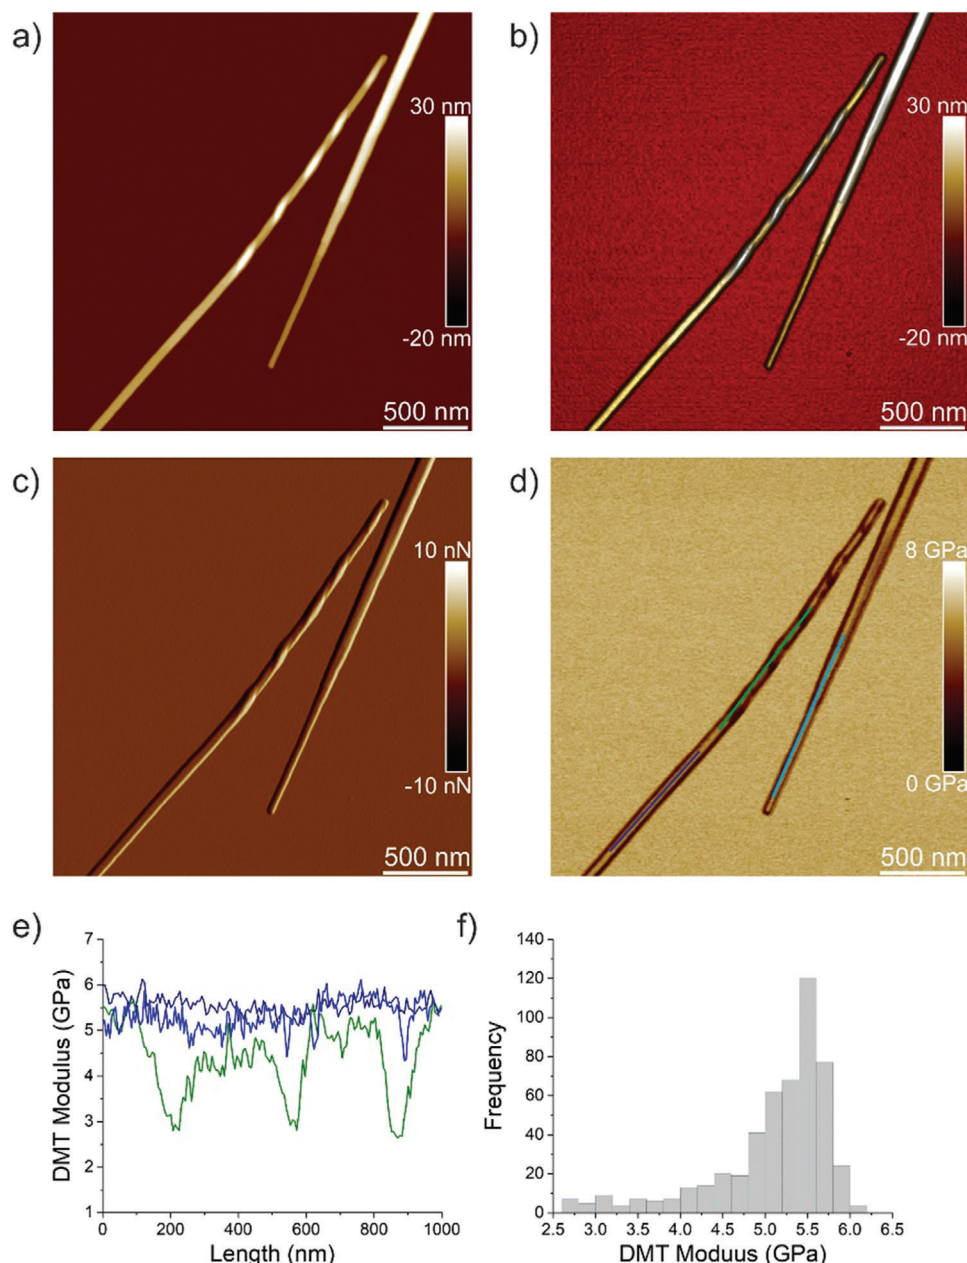 a)
30 nm
-20 nm
500 nm
b)
30 nm
-20 nm
500 nm
c)
10 nN
-10 nN
500 nm
d)
8 GPa
0 GPa
500 nm
e)
DMT Modulus (GPa)
7
6
5
4
3
2
1
0
200
400
600
800
1000
Length (nm)
f)
Frequency
140
120
100
80
60
40
20
0
2.5
3.0
3.5
4.0
4.5
5.0
5.5
6.0
6.5
DMT Moduus (GPa)